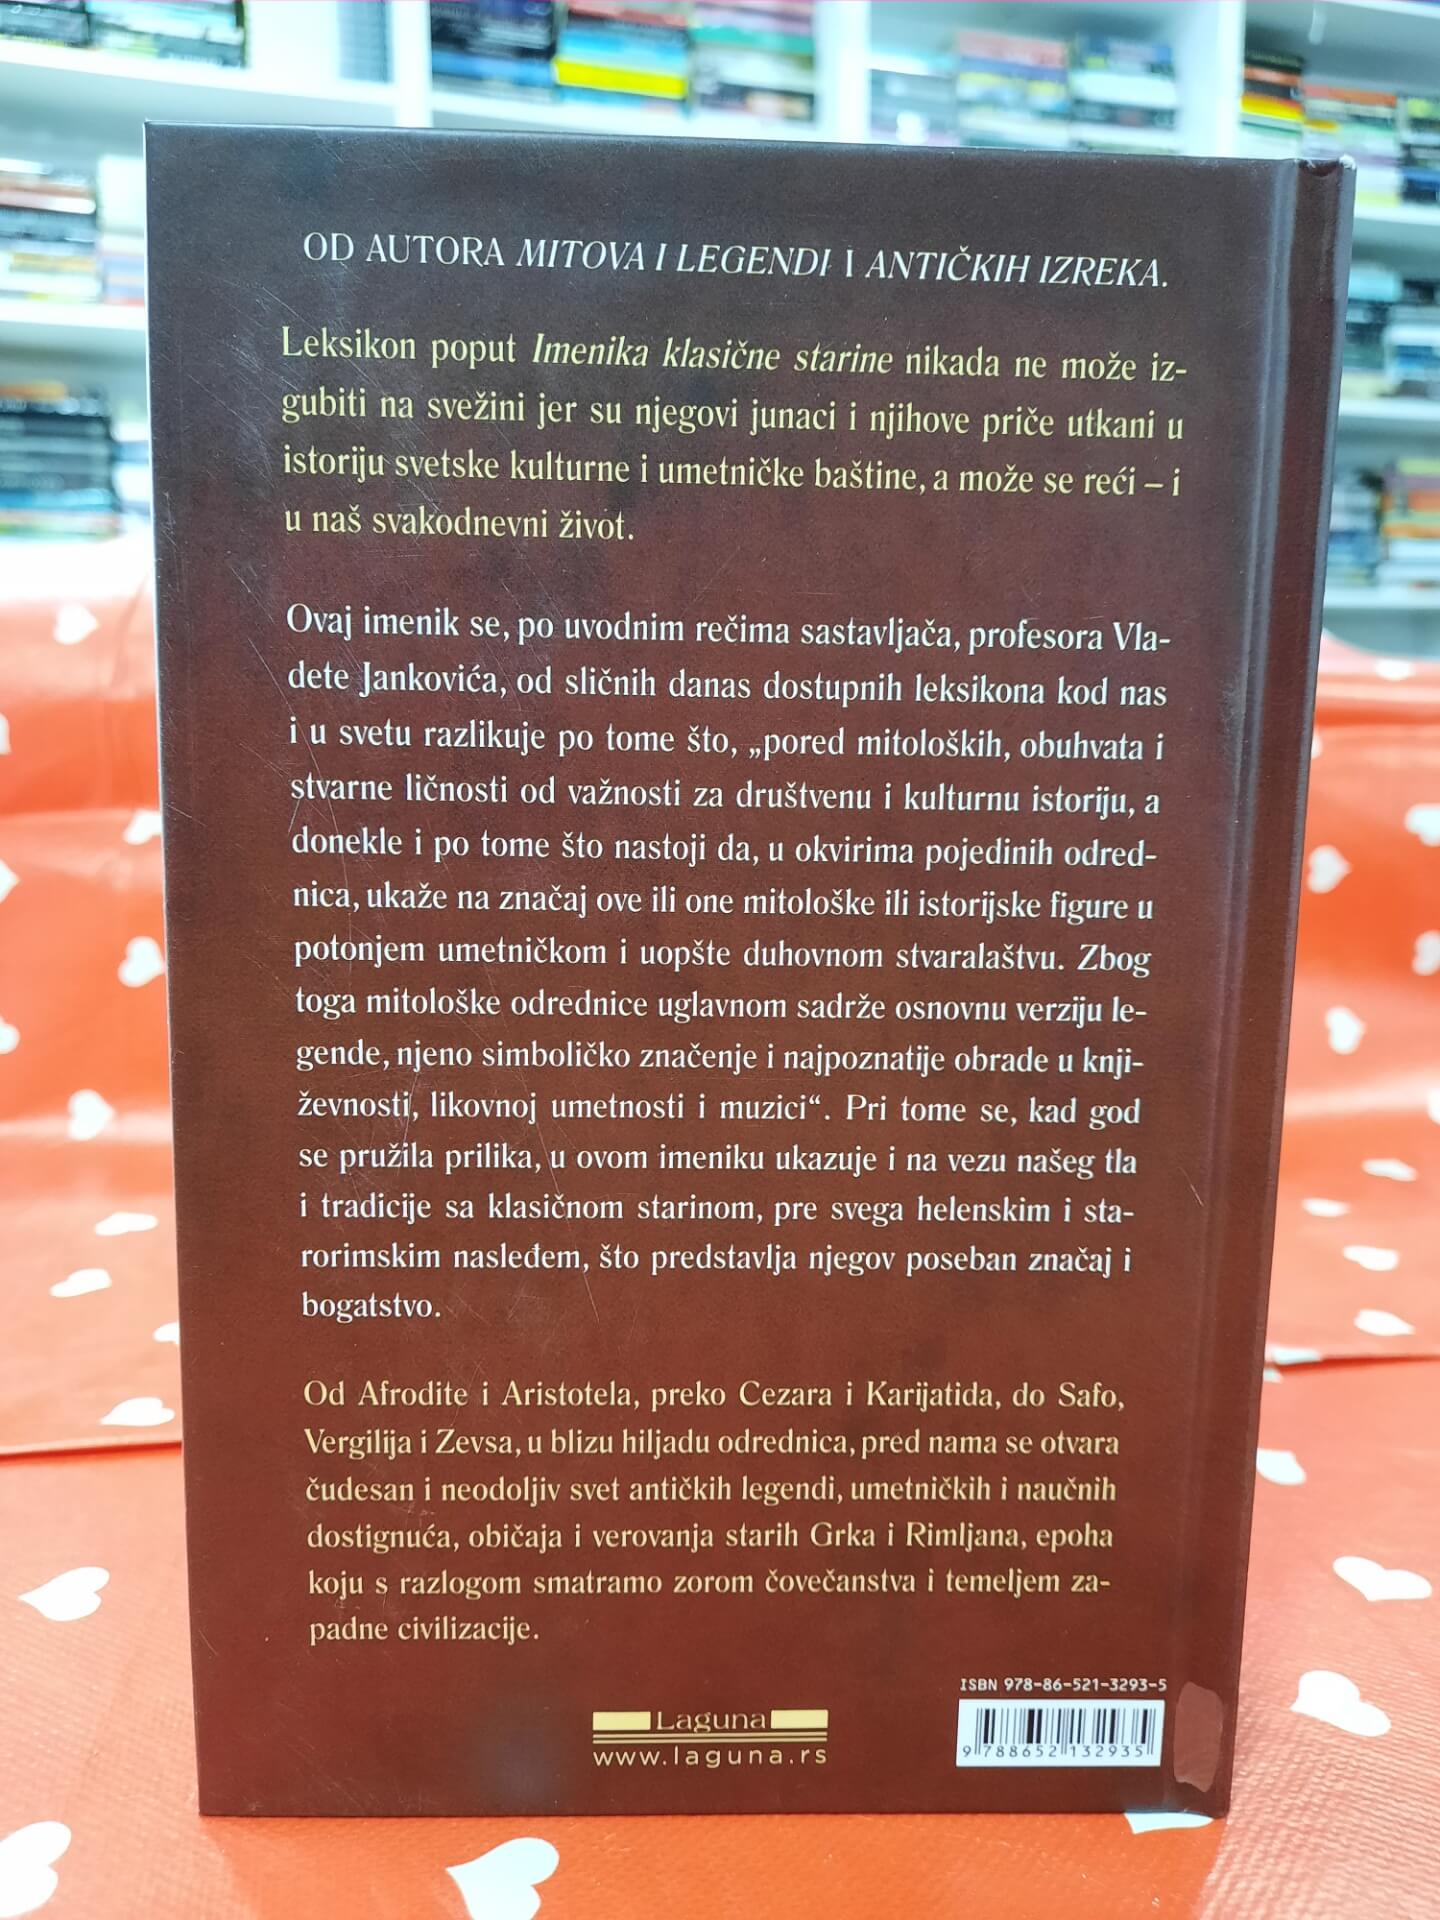 OD AUTORA MITOVA I LEGENDI I ANTIČKIH IZREKA.
Leksikon poput Imenika klasične starine nikada ne može iz-
gubiti na svežini jer su njegovi junaci i njihove priče utkani u
istoriju svetske kulturne i umetničke baštine, a može se reći – i
u naš svakodnevni život.
Ovaj imenik se, po uvodnim rečima sastavljača, profesora Vla-
dete Jankovića, od sličnih danas dostupnih leksikona kod nas
i u svetu razlikuje po tome što, „pored mitoloških, obuhvata i
stvarne ličnosti od važnosti za društvenu i kulturnu istoriju, a
donekle i po tome što nastoji da, u okvirima pojedinih odred-
nica, ukaže na značaj ove ili one mitološke ili istorijske figure u
potonjem umetničkom i uopšte duhovnom stvaralaštvu. Zbog
toga mitološke odrednice uglavnom sadrže osnovnu verziju le-
gende, njeno simboličko značenje i najpoznatije obrade u knji-
ževnosti, likovnoj umetnosti i muzici“. Pri tome se, kad god
se pružila prilika, u ovom imeniku ukazuje i na vezu našeg tla
i tradicije sa klasičnom starinom, pre svega helenskim i sta-
rorimskim nasleđem, što predstavlja njegov poseban značaj i
bogatstvo.
Od Afrodite i Aristotela, preko Cezara i Karijatida, do Safo,
Vergilija i Zevsa, u blizu hiljadu odrednica, pred nama se otvara
čudesan i neodoljiv svet antičkih legendi, umetničkih i naučnih
dostignuća, običaja i verovanja starih Grka i Rimljana, epoha
koju s razlogom smatramo zorom čovečanstva i temeljem za-
padne civilizacije.
ISBN 978-86-521-3293-5
Laguna
www.laguna.rs
9 788652 132935